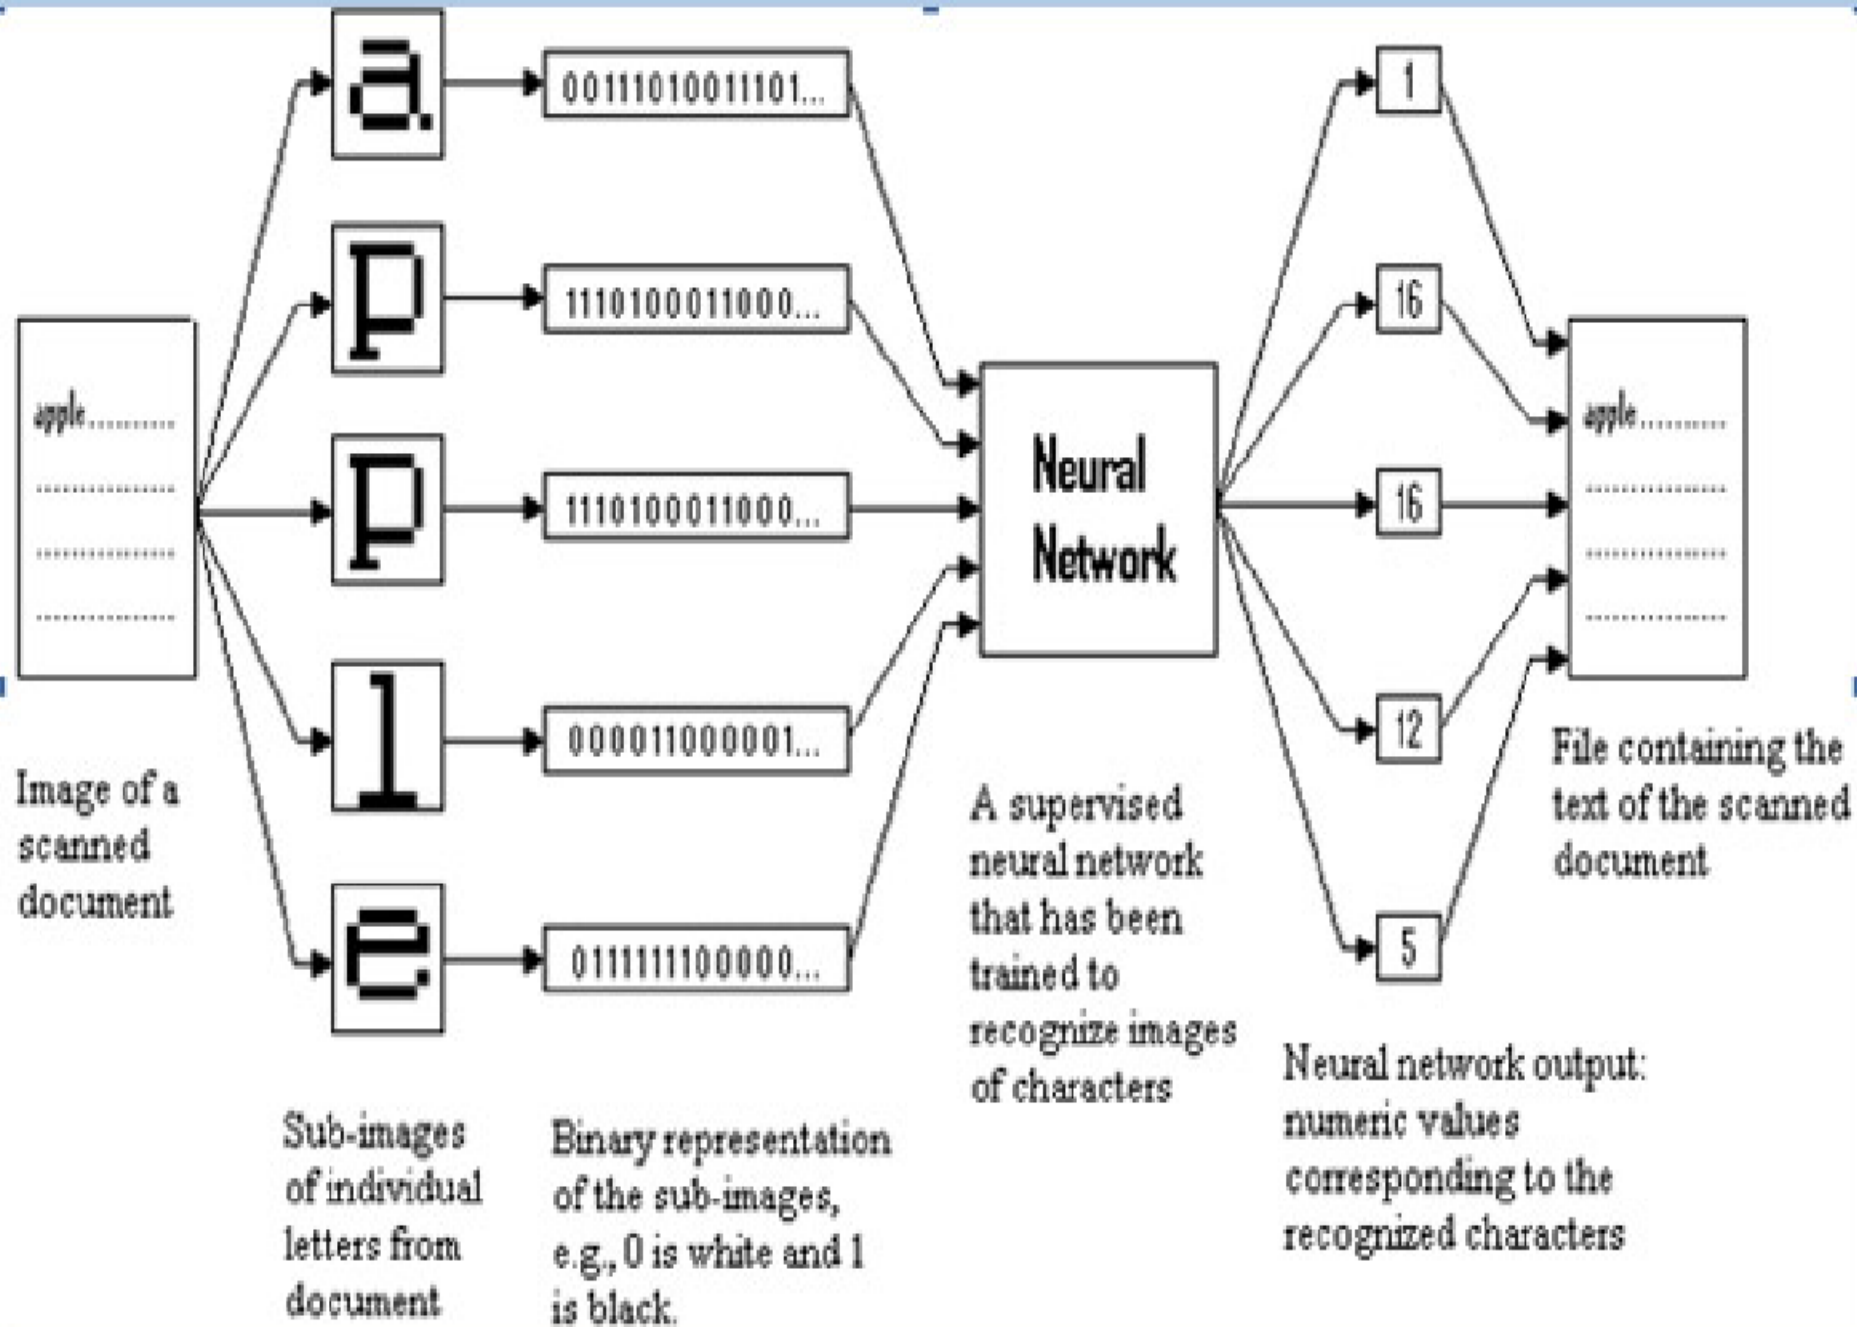 a
00111010011101...
1
p
1110100011000...
16
apple..........
p
1110100011000...
Neural
Network
16
apple..........
l
000011000001...
12
e
0111111100000...
5
Image of a
scanned
document
Sub-images
of individual
letters from
document
Binary representation
of the sub-images,
e.g., 0 is white and 1
is black.
A supervised
neural network
that has been
trained to
recognize images
of characters
Neural network output:
numeric values
corresponding to the
recognized characters
File containing the
text of the scanned
document